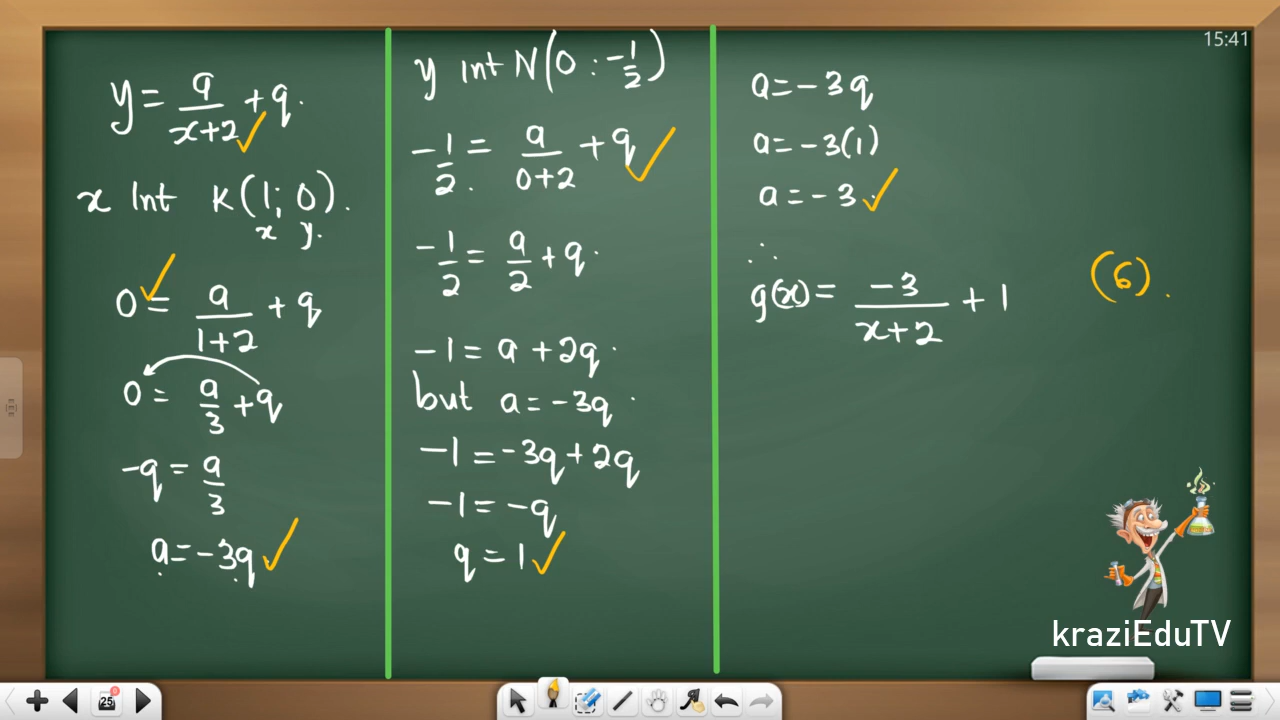 y = a/(x+2) + q.
x Int K(1; 0).
x y.
0 = a/(1+2) + q
0 = a/3 + q
-q = a/3
a = -3q
y Int N(0 : -1/2)
-1/2. = a/(0+2) + q
-1/2 = a/2 + q.
-1 = a + 2q.
but a = -3q.
-1 = -3q + 2q
-1 = -q
q = 1
15:41
a = -3q
a = -3(1)
a = -3.
∴
g(x) = -3/(x+2) + 1
(6).
kraziEduTV
25